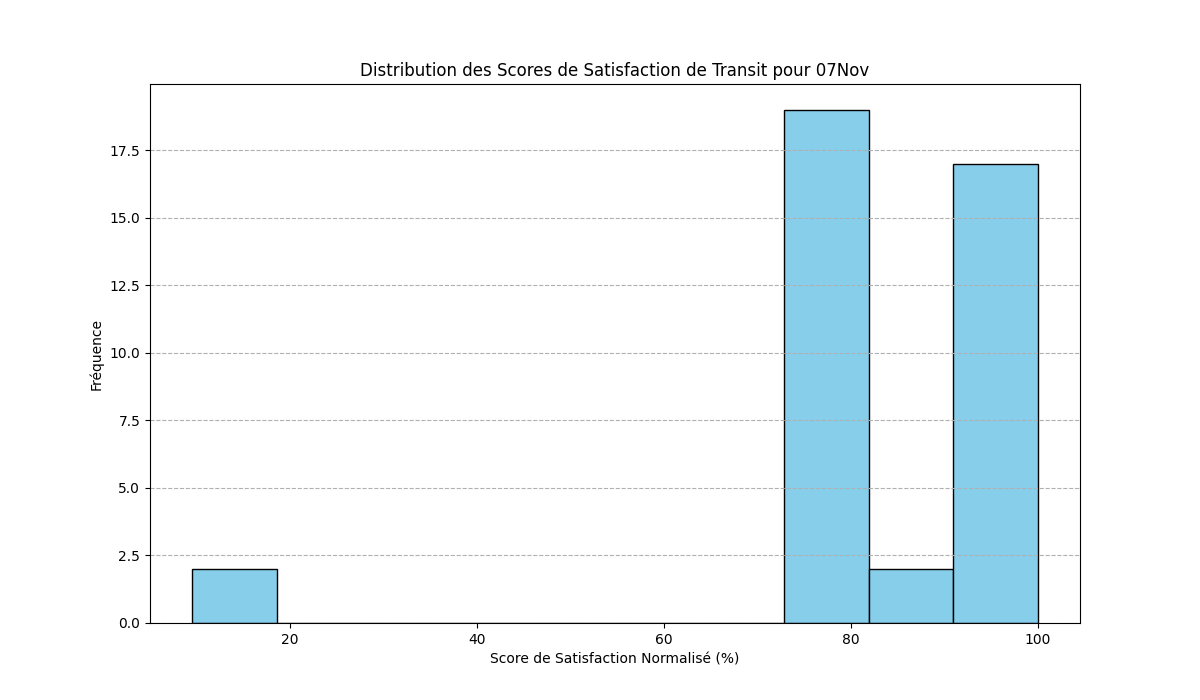 Distribution des Scores de Satisfaction de Transit pour 07Nov
17.5
15.0
12.5
10.0
7.5
5.0
2.5
0.0
Fréquence
20 40 60 80 100
Score de Satisfaction Normalisé (%)